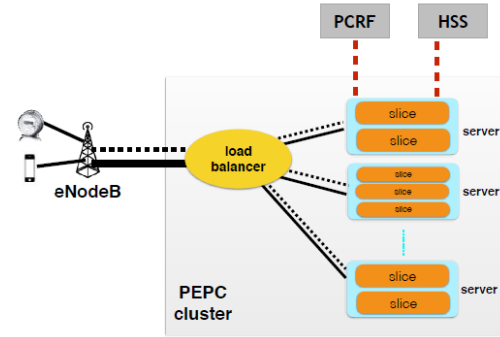 PCRF
HSS
slice
slice
server
load
balancer
slice
slice
slice
server
eNodeB
slice
slice
server
PEPC
cluster